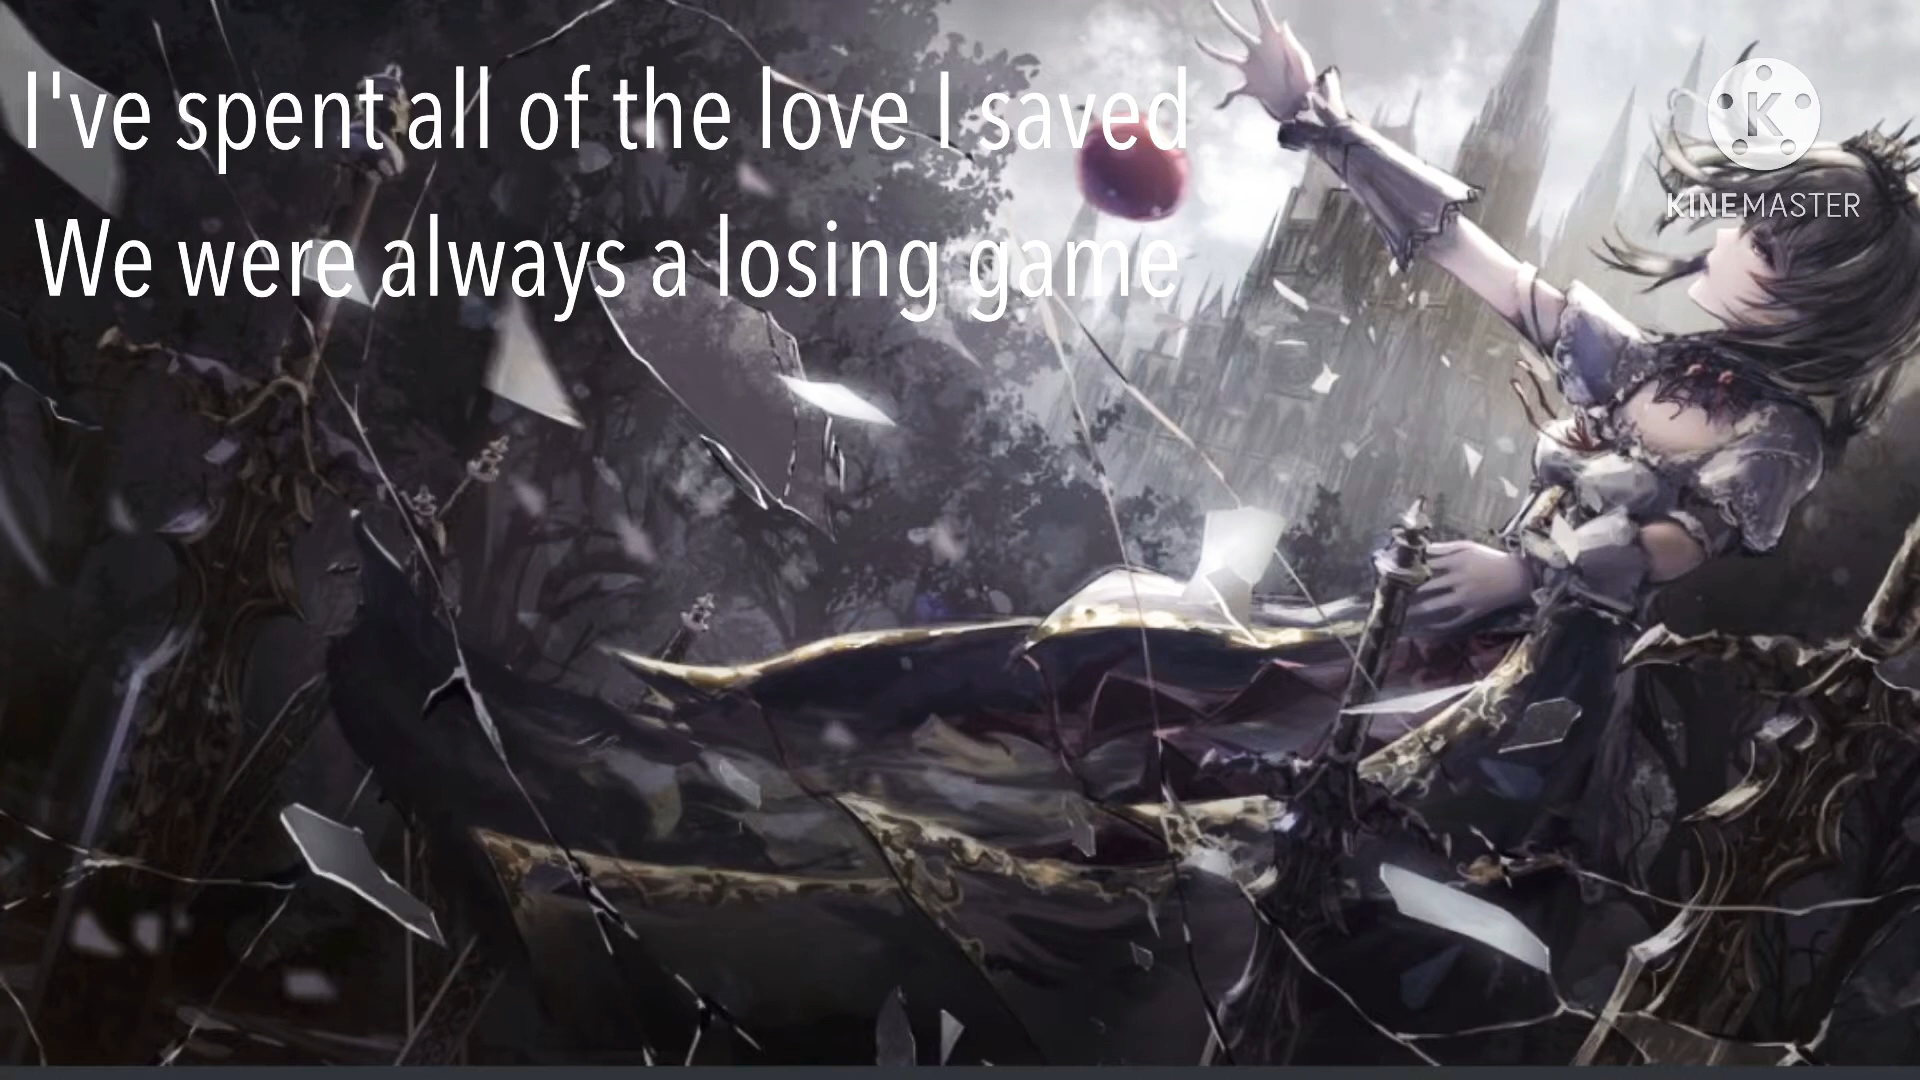 I've spent all of the love I saved
We were always a losing game
K
KINEMASTER